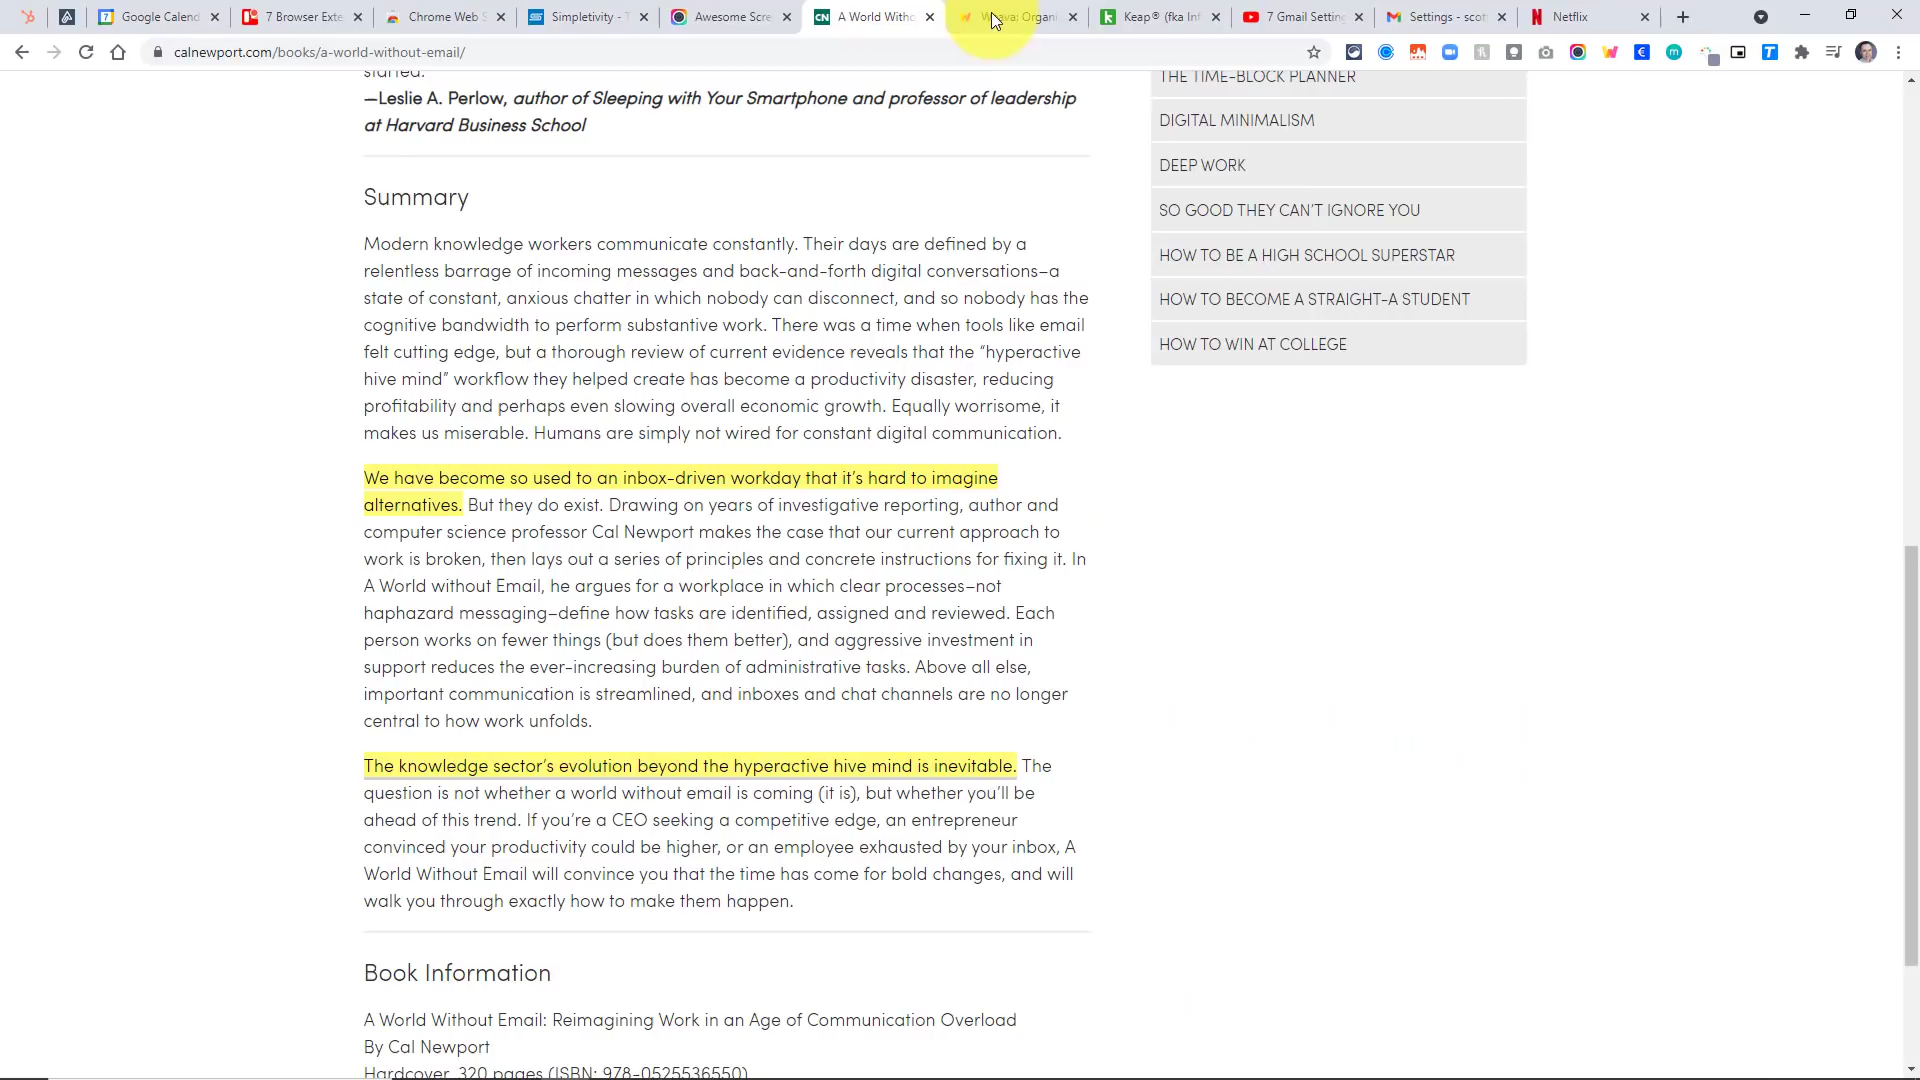 Google Calend
7 Browser Exte
Chrome Web S
Simpletivity - T
Awesome Scre
A World Witho
Organi
Keap® (fka Inf
7 Gmail Setting
Settings - scot
Netflix
calnewport.com/books/a-world-without-email/
started.
—Leslie A. Perlow, author of Sleeping with Your Smartphone and professor of leadership
at Harvard Business School
Summary
Modern knowledge workers communicate constantly. Their days are defined by a
relentless barrage of incoming messages and back-and-forth digital conversations–a
state of constant, anxious chatter in which nobody can disconnect, and so nobody has the
cognitive bandwidth to perform substantive work. There was a time when tools like email
felt cutting edge, but a thorough review of current evidence reveals that the “hyperactive
hive mind” workflow they helped create has become a productivity disaster, reducing
profitability and perhaps even slowing overall economic growth. Equally worrisome, it
makes us miserable. Humans are simply not wired for constant digital communication.
We have become so used to an inbox-driven workday that it’s hard to imagine
alternatives. But they do exist. Drawing on years of investigative reporting, author and
computer science professor Cal Newport makes the case that our current approach to
work is broken, then lays out a series of principles and concrete instructions for fixing it. In
A World without Email, he argues for a workplace in which clear processes–not
haphazard messaging–define how tasks are identified, assigned and reviewed. Each
person works on fewer things (but does them better), and aggressive investment in
support reduces the ever-increasing burden of administrative tasks. Above all else,
important communication is streamlined, and inboxes and chat channels are no longer
central to how work unfolds.
The knowledge sector’s evolution beyond the hyperactive hive mind is inevitable. The
question is not whether a world without email is coming (it is), but whether you’ll be
ahead of this trend. If you’re a CEO seeking a competitive edge, an entrepreneur
convinced your productivity could be higher, or an employee exhausted by your inbox, A
World Without Email will convince you that the time has come for bold changes, and will
walk you through exactly how to make them happen.
Book Information
A World Without Email: Reimagining Work in an Age of Communication Overload
By Cal Newport
Hardcover, 320 pages (ISBN: 978-0525536550)
THE TIME-BLOCK PLANNER
DIGITAL MINIMALISM
DEEP WORK
SO GOOD THEY CAN’T IGNORE YOU
HOW TO BE A HIGH SCHOOL SUPERSTAR
HOW TO BECOME A STRAIGHT-A STUDENT
HOW TO WIN AT COLLEGE